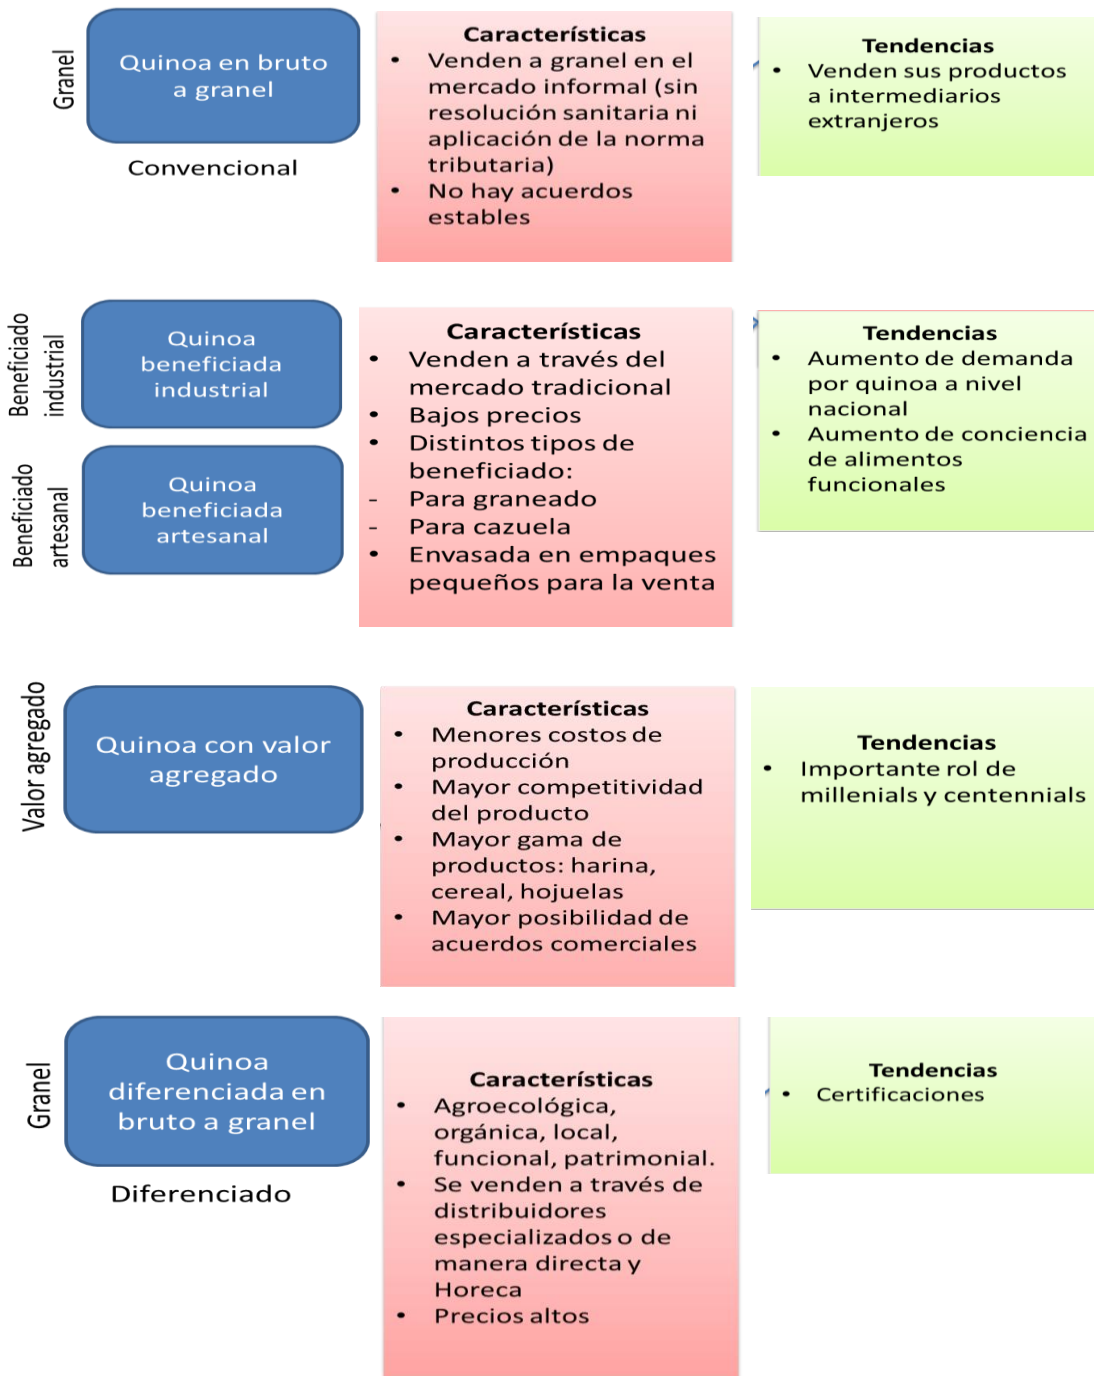 Granel
Quinoa en bruto
a granel
Convencional
Características
• Venden a granel en el
mercado informal (sin
resolución sanitaria ni
aplicación de la norma
tributaria)
• No hay acuerdos
estables
Tendencias
• Venden sus productos
a intermediarios
extranjeros
Beneficiado
industrial
Quinoa
beneficiada
industrial
Beneficiado
artesanal
Quinoa
beneficiada
artesanal
Características
• Venden a través del
mercado tradicional
• Bajos precios
• Distintos tipos de
beneficiado:
- Para graneado
- Para cazuela
• Envasada en empaques
pequeños para la venta
Tendencias
• Aumento de demanda
por quinoa a nivel
nacional
• Aumento de conciencia
de alimentos
funcionales
Valor agregado
Quinoa con valor
agregado
Características
• Menores costos de
producción
• Mayor competitividad
del producto
• Mayor gama de
productos: harina,
cereal, hojuelas
• Mayor posibilidad de
acuerdos comerciales
Tendencias
• Importante rol de
millenials y centennials
Granel
Quinoa
diferenciada en
bruto a granel
Diferenciado
Características
• Agroecológica,
orgánica, local,
funcional, patrimonial.
• Se venden a través de
distribuidores
especializados o de
manera directa y
Horeca
• Precios altos
Tendencias
• Certificaciones